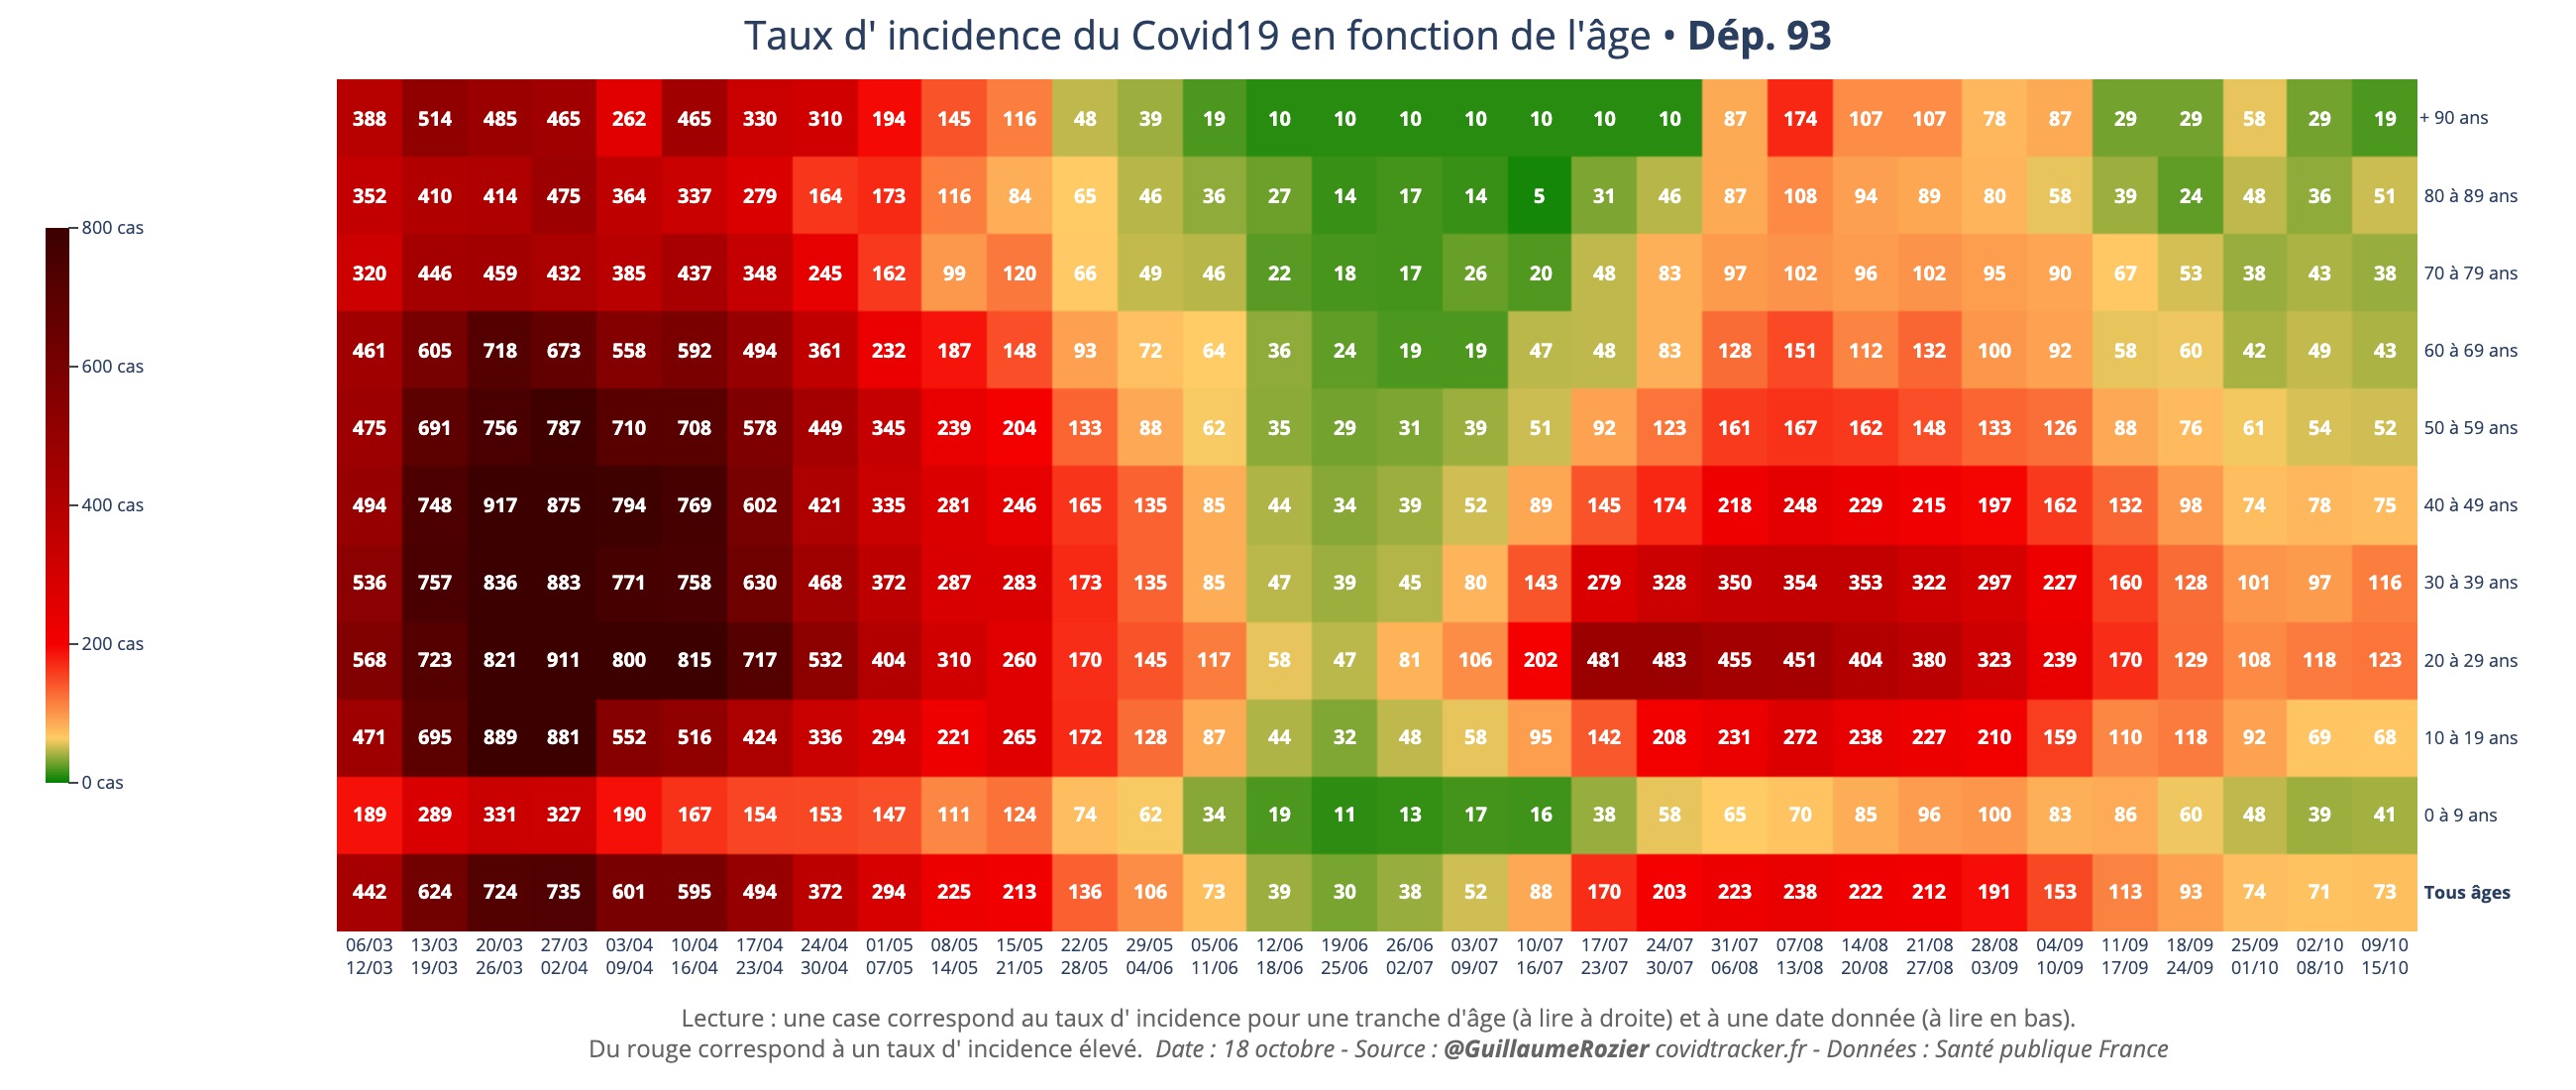 Taux d' incidence du Covid19 en fonction de l'âge • Dép. 93
388 514 485 465 262 465 330 310 194 145 116 48 39 19 10 10 10 10 10 10 10 87 174 107 107 78 87 29 29 58 29 19 + 90 ans
352 410 414 475 364 337 279 164 173 116 84 65 46 36 27 14 17 14 5 31 46 87 108 94 89 80 58 39 24 48 36 51 80 à 89 ans
320 446 459 432 385 437 348 245 162 99 120 66 49 46 22 18 17 26 20 48 83 97 102 96 102 95 90 67 53 38 43 38 70 à 79 ans
461 605 718 673 558 592 494 361 232 187 148 93 72 64 36 24 19 19 47 48 83 128 151 112 132 100 92 58 60 42 49 43 60 à 69 ans
475 691 756 787 710 708 578 449 345 239 204 133 88 62 35 29 31 39 51 92 123 161 167 162 148 133 126 88 76 61 54 52 50 à 59 ans
494 748 917 875 794 769 602 421 335 281 246 165 135 85 44 34 39 52 89 145 174 218 248 229 215 197 162 132 98 74 78 75 40 à 49 ans
536 757 836 883 771 758 630 468 372 287 283 173 135 85 47 39 45 80 143 279 328 350 354 353 322 297 227 160 128 101 97 116 30 à 39 ans
568 723 821 911 800 815 717 532 404 310 260 170 145 117 58 47 81 106 202 481 483 455 451 404 380 323 239 170 129 108 118 123 20 à 29 ans
471 695 889 881 552 516 424 336 294 221 265 172 128 87 44 32 48 58 95 142 208 231 272 238 227 210 159 110 118 92 69 68 10 à 19 ans
189 289 331 327 190 167 154 153 147 111 124 74 62 34 19 11 13 17 16 38 58 65 70 85 96 100 83 86 60 48 39 41 0 à 9 ans
442 624 724 735 601 595 494 372 294 225 213 136 106 73 39 30 38 52 88 170 203 223 238 222 212 191 153 113 93 74 71 73 Tous âges
06/03 13/03 20/03 27/03 03/04 10/04 17/04 24/04 01/05 08/05 15/05 22/05 29/05 05/06 12/06 19/06 26/06 03/07 10/07 17/07 24/07 31/07 07/08 14/08 21/08 28/08 04/09 11/09 18/09 25/09 02/10 09/10
12/03 19/03 26/03 02/04 09/04 16/04 23/04 30/04 07/05 14/05 21/05 28/05 04/06 11/06 18/06 25/06 02/07 09/07 16/07 23/07 30/07 06/08 13/08 20/08 27/08 03/09 10/09 17/09 24/09 01/10 08/10 15/10
800 cas
600 cas
400 cas
200 cas
0 cas
Lecture : une case correspond au taux d' incidence pour une tranche d'âge (à lire à droite) et à une date donnée (à lire en bas).
Du rouge correspond à un taux d' incidence élevé. Date : 18 octobre - Source : @GuillaumeRozier covidtracker.fr - Données : Santé publique France